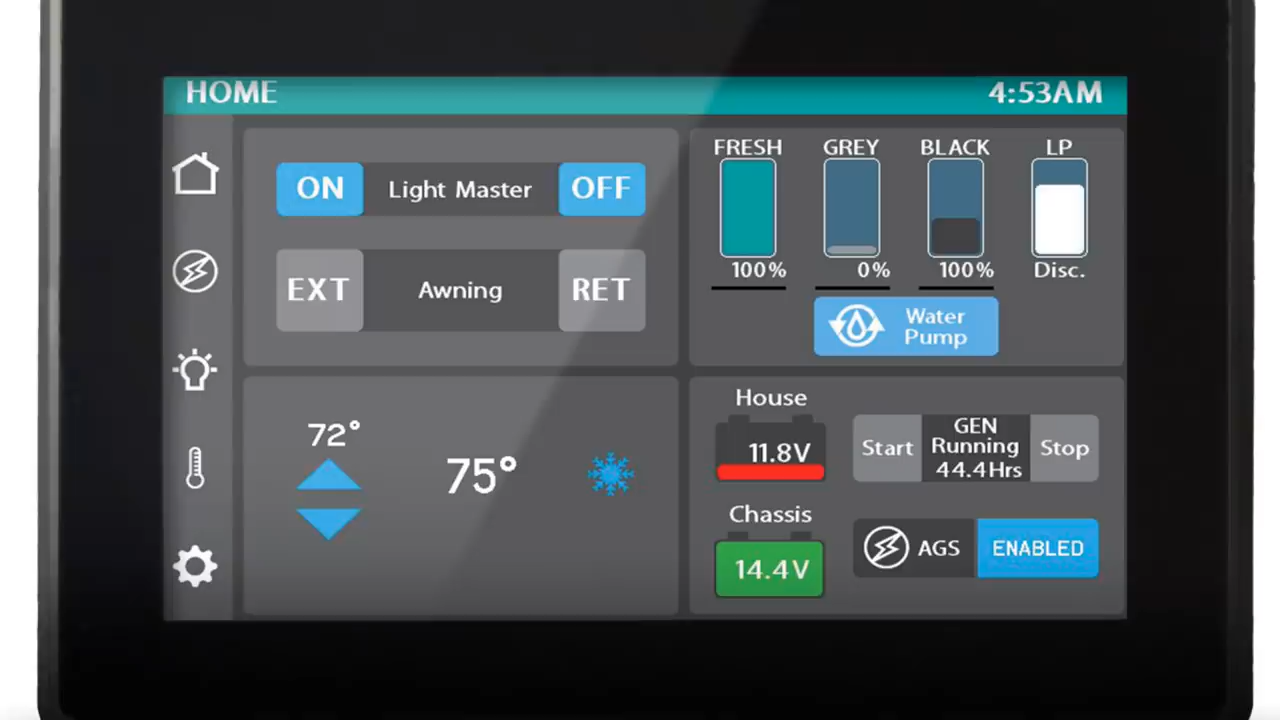 HOME
4:53AM
ON
Light Master
OFF
EXT
Awning
RET
FRESH
GREY
BLACK
LP
100%
0%
100%
Disc.
Water
Pump
72°
75°
House
11.8V
Start
GEN
Running
44.4Hrs
Stop
Chassis
14.4V
AGS
ENABLED